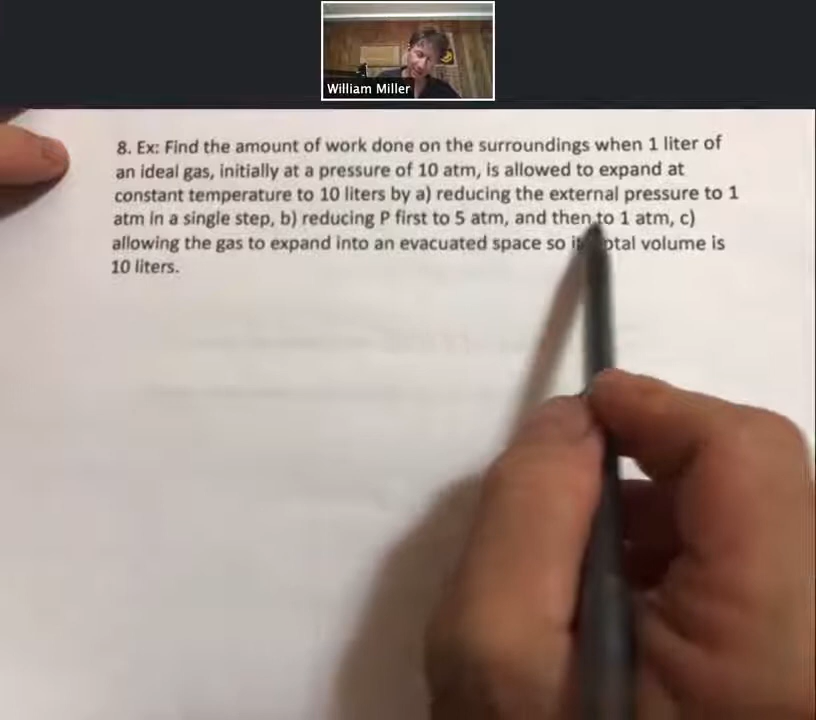 William Miller
8. Ex: Find the amount of work done on the surroundings when 1 liter of
an ideal gas, initially at a pressure of 10 atm, is allowed to expand at
constant temperature to 10 liters by a) reducing the external pressure to 1
atm in a single step, b) reducing P first to 5 atm, and then to 1 atm, c)
allowing the gas to expand into an evacuated space so volume is
10 liters.